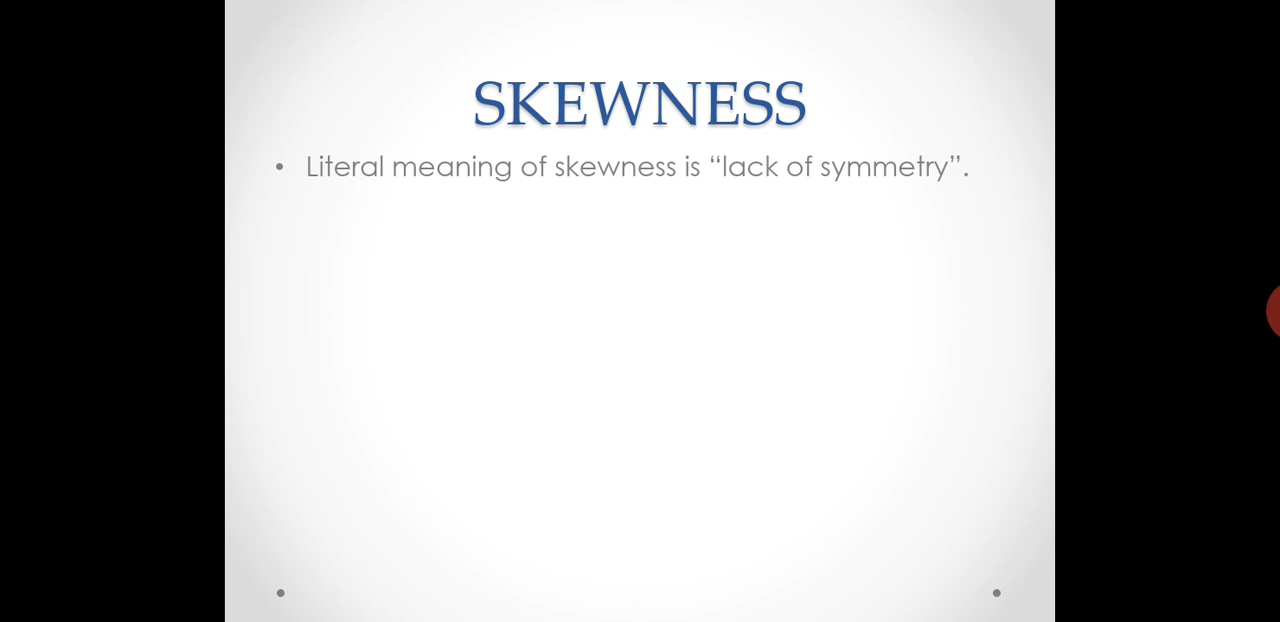 SKEWNESS
• Literal meaning of skewness is “lack of symmetry”.